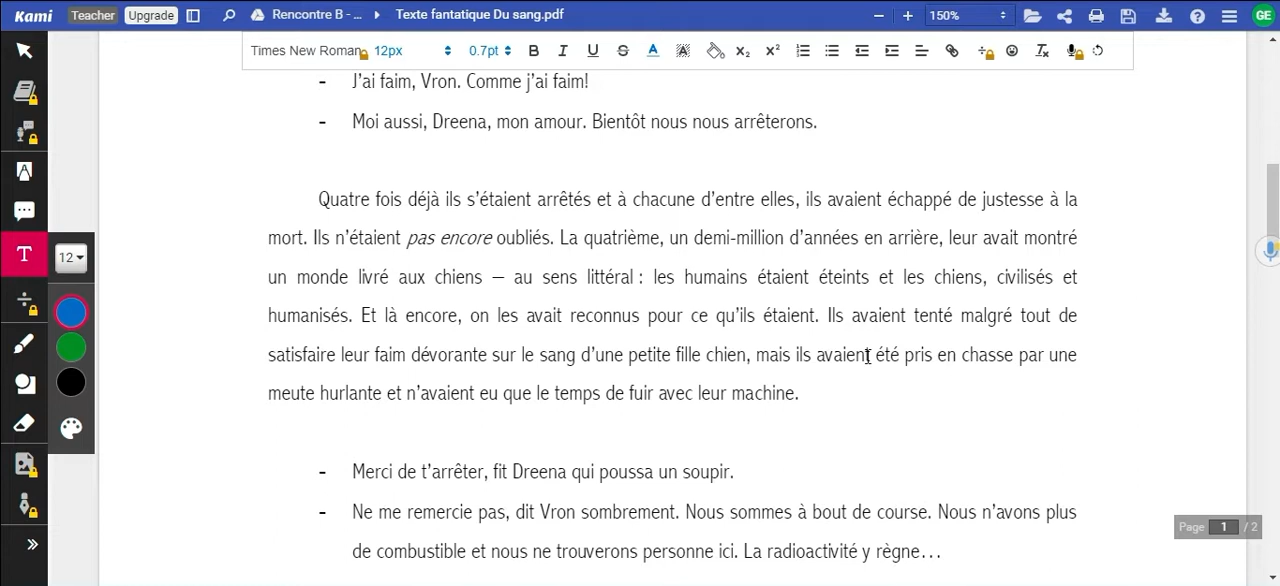 Kami Teacher Upgrade Rencontre B - ... Texte fantatique Du sang.pdf 150% GE
Times New Roman 12px 0.7pt B I U S A A X₂ X² Tx
- J'ai faim, Vron. Comme j'ai faim!
- Moi aussi, Dreena, mon amour. Bientôt nous nous arrêterons.
Quatre fois déjà ils s'étaient arrêtés et à chacune d'entre elles, ils avaient échappé de justesse à la
mort. Ils n'étaient pas encore oubliés. La quatrième, un demi-million d'années en arrière, leur avait montré
un monde livré aux chiens – au sens littéral : les humains étaient éteints et les chiens, civilisés et
humanisés. Et là encore, on les avait reconnus pour ce qu'ils étaient. Ils avaient tenté malgré tout de
satisfaire leur faim dévorante sur le sang d'une petite fille chien, mais ils avaient été pris en chasse par une
meute hurlante et n'avaient eu que le temps de fuir avec leur machine.
- Merci de t'arrêter, fit Dreena qui poussa un soupir.
- Ne me remercie pas, dit Vron sombrement. Nous sommes à bout de course. Nous n'avons plus
de combustible et nous ne trouverons personne ici. La radioactivité y règne…
T
12
Page 1 / 2